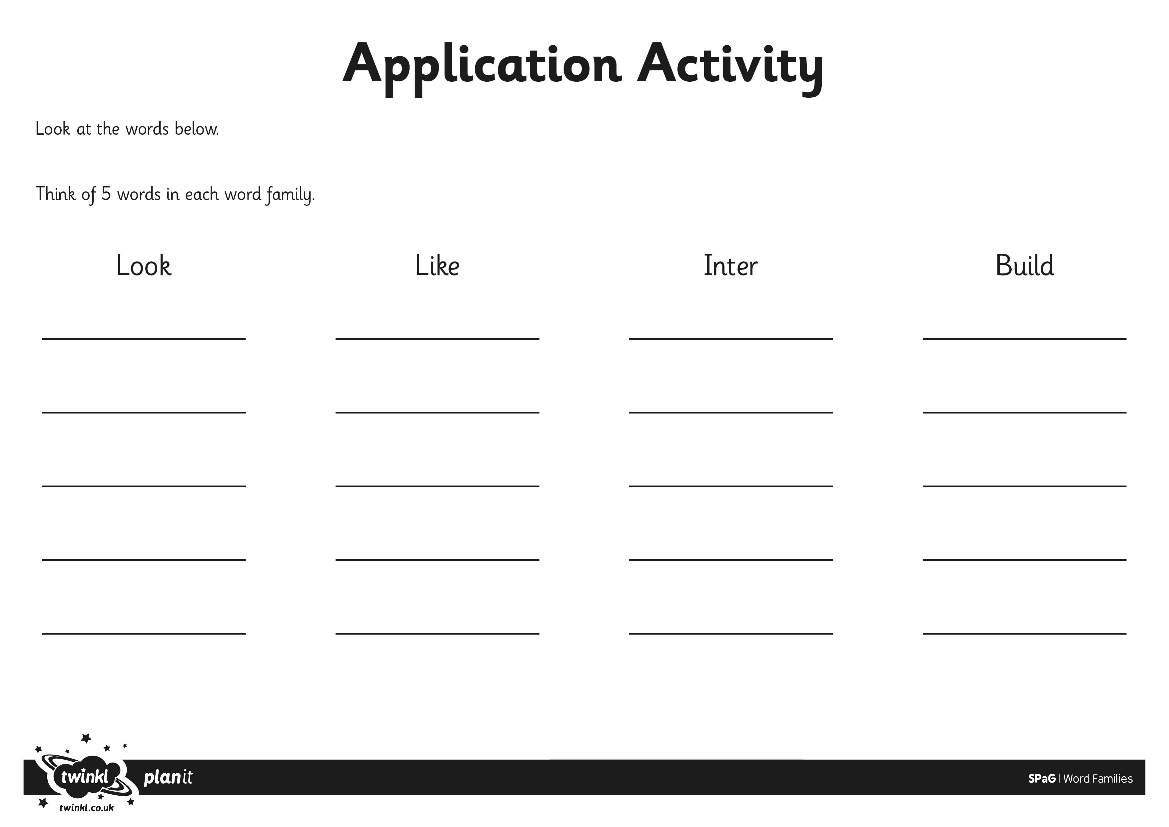 Application Activity
Look at the words below.
Think of 5 words in each word family.
Look Like Inter Build
twinkl planit
twinkl.co.uk
SPaG | Word Families